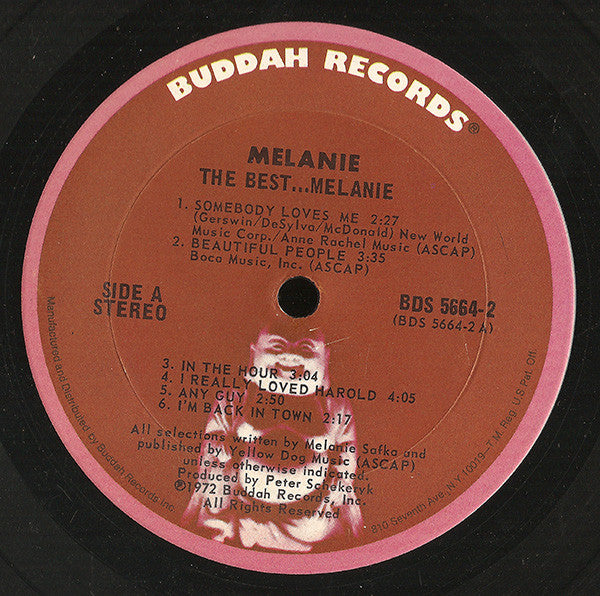 BUDDAH RECORDS®
MELANIE
THE BEST...MELANIE
1. SOMEBODY LOVES ME 2:27
(Gerswin/DeSylva/McDonald) New World
Music Corp./Anne Rachel Music (ASCAP)
2. BEAUTIFUL PEOPLE 3:35
Boca Music, Inc. (ASCAP)
SIDE A
STEREO
BDS 5664-2
(BDS 5664-2A)
3. IN THE HOUR 3:04
4. I REALLY LOVED HAROLD 4:05
5. ANY GUY 2:50
6. I'M BACK IN TOWN 2:17
All selections written by Melanie Safka and
published by Yellow Dog Music (ASCAP)
unless otherwise indicated.
Produced by Peter Schekeryk
℗1972 Buddah Records, Inc.
All Rights Reserved
Manufactured and Distributed by Buddah Records Inc.
810 Seventh Ave., N.Y. 10019 - T.M. Reg. U.S. Pat. Off.